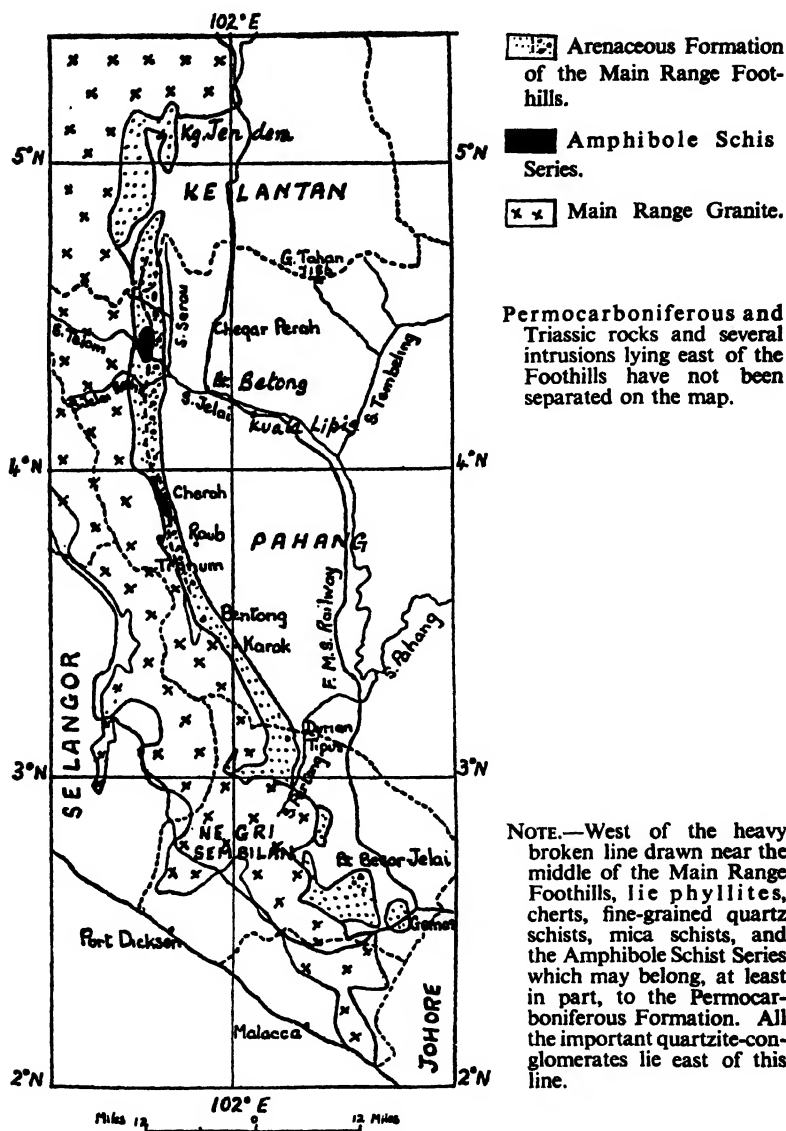 102°E
5°N
5°N
Kg. Jendera
KELANTAN
G. Tahan
7186
S. Serau
S. Telom
Chegar Perah
Bt. Betong
S. Jelai
Kuala Lipis
S. Tembeling
4°N
4°N
Cheroh
Raub
Tranum
PAHANG
Bentong
Karak
F. M. S. Railway
S. Pahang
SELANGOR
Durian
Tipus
3°N
3°N
NEGRI
SEMBILAN
Bt. Besar Jelai
Gemas
Port Dickson
Malacca
JOHORE
2°N
2°N
102°E
Miles 12
0
12 Miles
Arenaceous Formation
of the Main Range Foot-
hills.
Amphibole Schis
Series.
Main Range Granite.
Permocarboniferous and
Triassic rocks and several
intrusions lying east of the
Foothills have not been
separated on the map.
NOTE.—West of the heavy
broken line drawn near the
middle of the Main Range
Foothills, lie phyllites,
cherts, fine-grained quartz
schists, mica schists, and
the Amphibole Schist Series
which may belong, at least
in part, to the Permocar-
boniferous Formation. All
the important quartzite-con-
glomerates lie east of this
line.